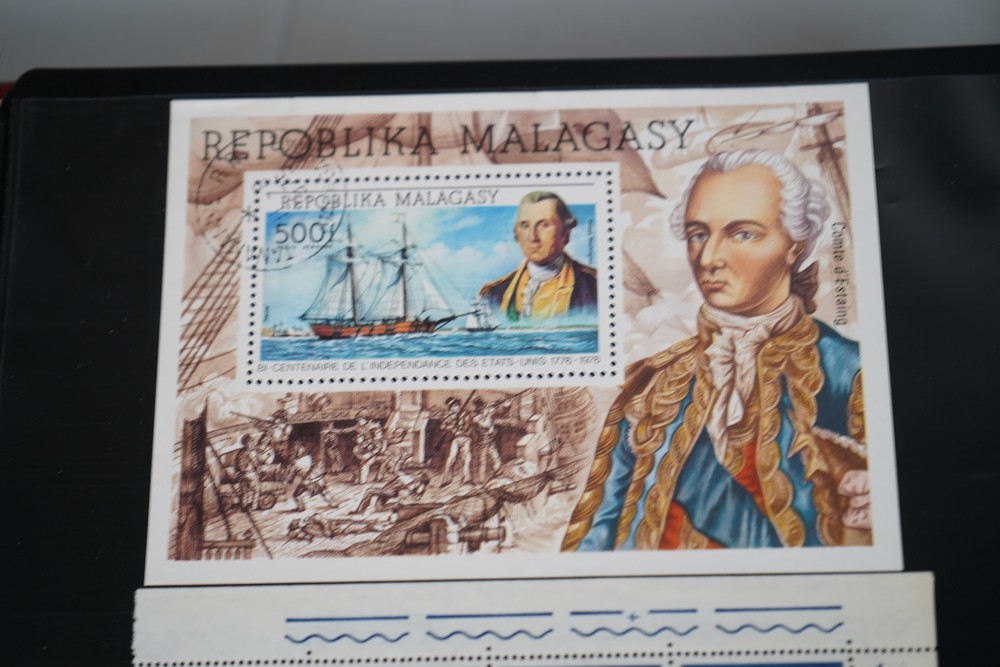 REPOBLIKA MALAGASY
REPOBLIKA MALAGASY
500f
BI-CENTENAIRE DE L'INDEPENDANCE DES ETATS-UNIS 1776-1976
Comte d'Estaing